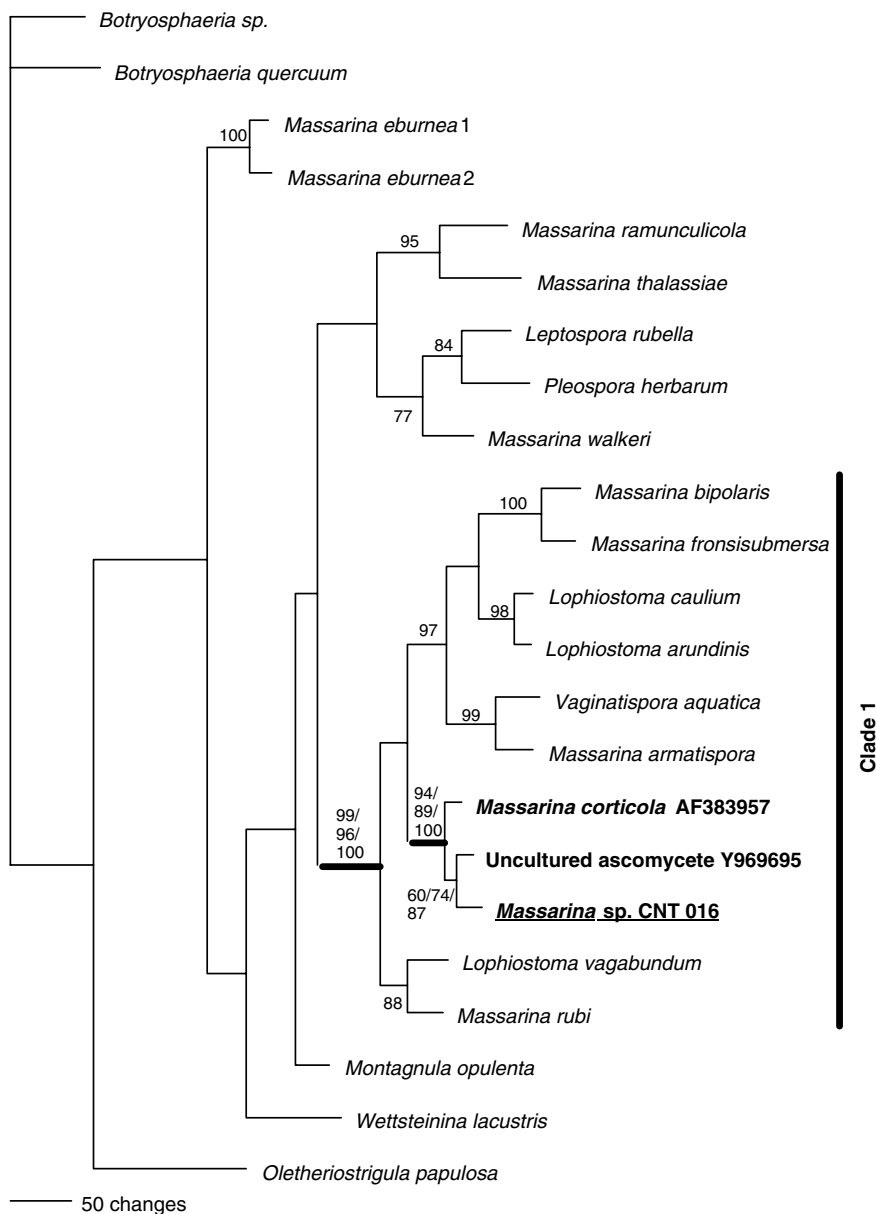 Botryosphaeria sp.
Botryosphaeria quercuum
Massarina eburnea 1
100
Massarina eburnea 2
Massarina ramunculicola
95
Massarina thalassiae
Leptospora rubella
84
Pleospora herbarum
77
Massarina walkeri
Massarina bipolaris
100
Massarina fronsisubmersa
Lophiostoma caulium
98
97
Lophiostoma arundinis
Vaginatispora aquatica
99
Massarina armatispora
Clade 1
94/
89/
100
Massarina corticola AF383957
99/
96/
100
Uncultured ascomycete Y969695
60/74/
87
Massarina sp. CNT 016
Lophiostoma vagabundum
88
Massarina rubi
Montagnula opulenta
Wettsteinina lacustris
Oletheriostrigula papulosa
50 changes